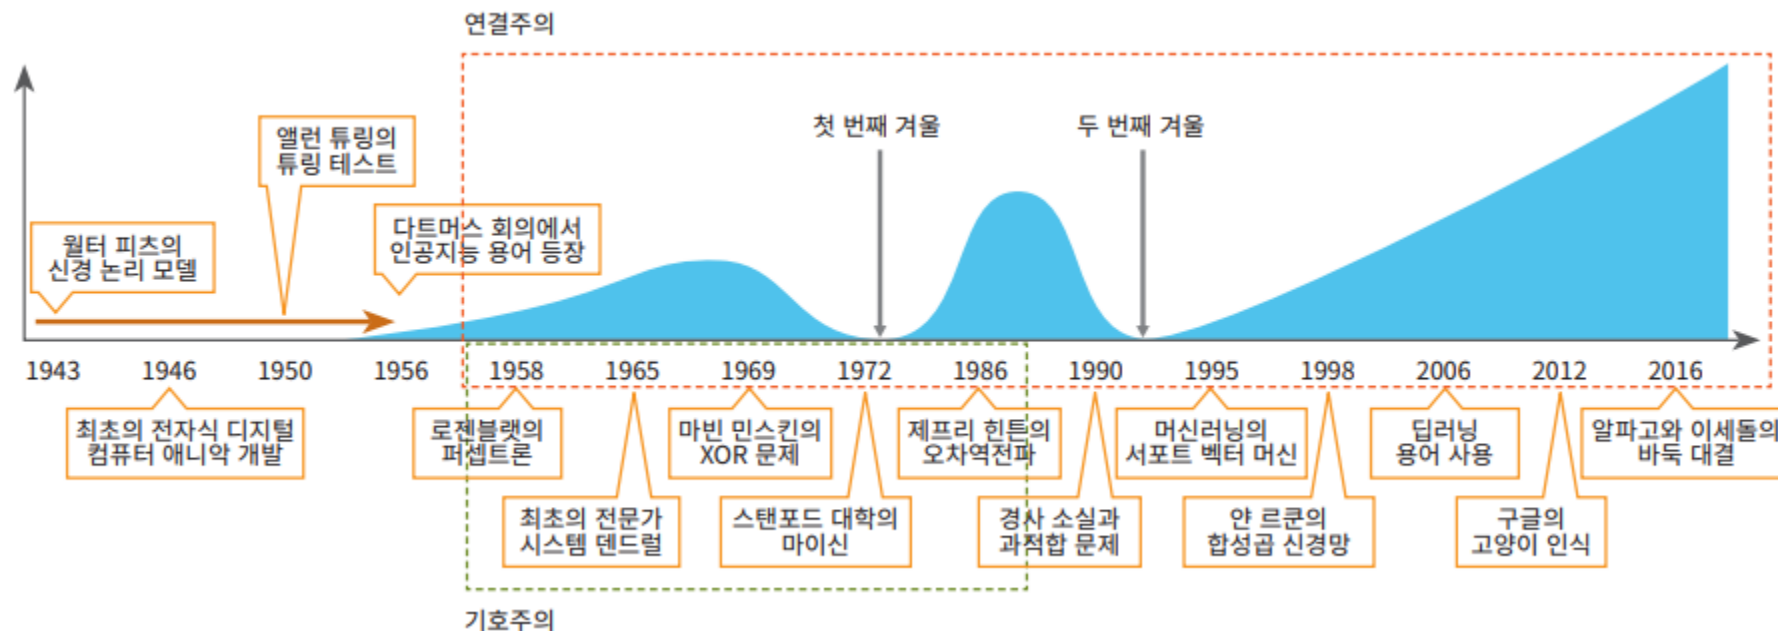 연결주의
첫 번째 겨울
두 번째 겨울
앨런 튜링의
튜링 테스트
다트머스 회의에서
인공지능 용어 등장
월터 피츠의
신경 논리 모델
1943
1946
1950
1956
1958
1965
1969
1972
1986
1990
1995
1998
2006
2012
2016
최초의 전자식 디지털
컴퓨터 애니악 개발
로젠블랫의
퍼셉트론
마빈 민스킨의
XOR 문제
제프리 힌튼의
오차역전파
머신러닝의
서포트 벡터 머신
딥러닝
용어 사용
알파고와 이세돌의
바둑 대결
최초의 전문가
시스템 덴드럴
스탠포드 대학의
마이신
경사 소실과
과적합 문제
얀 르쿤의
합성곱 신경망
구글의
고양이 인식
기호주의